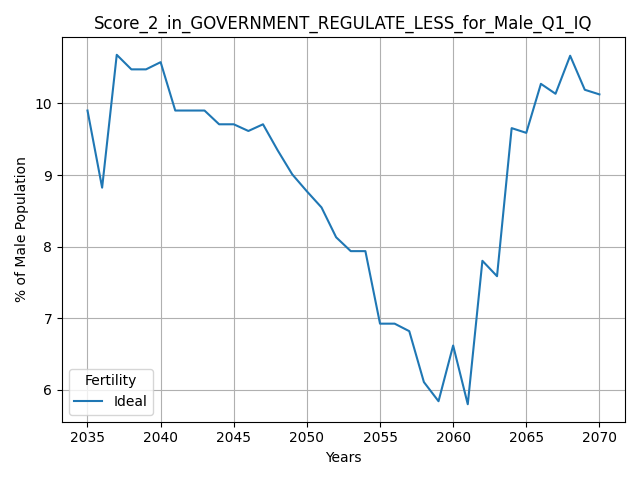 Score_2_in_GOVERNMENT_REGULATE_LESS_for_Male_Q1_IQ
% of Male Population
10
9
8
7
6
Fertility
Ideal
2035 2040 2045 2050 2055 2060 2065 2070
Years